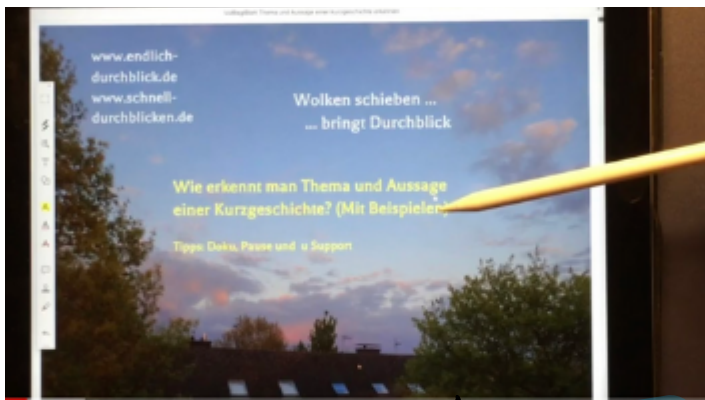 www.endlich-
durchblick.de
www.schnell-
durchblicken.de
Wolken schieben ...
.... bringt Durchblick
Wie erkennt man Thema und Aussage
einer Kurzgeschichte? (Mit Beispielen)
Tipps: Doku, Pause und u Support